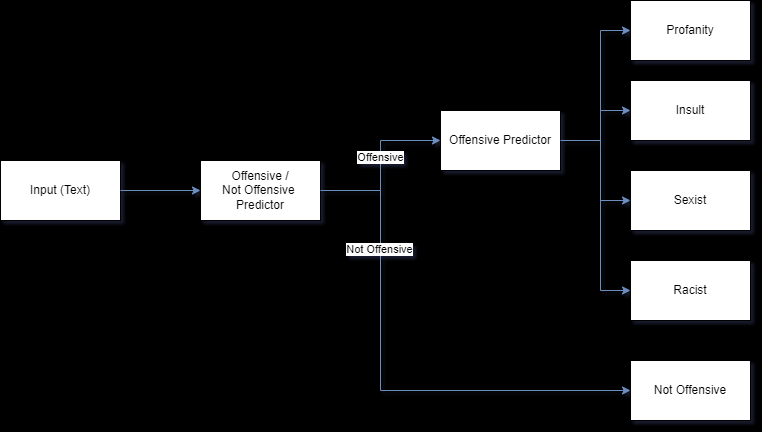 Input (Text)
Offensive /
Not Offensive
Predictor
Offensive
Not Offensive
Offensive Predictor
Profanity
Insult
Sexist
Racist
Not Offensive